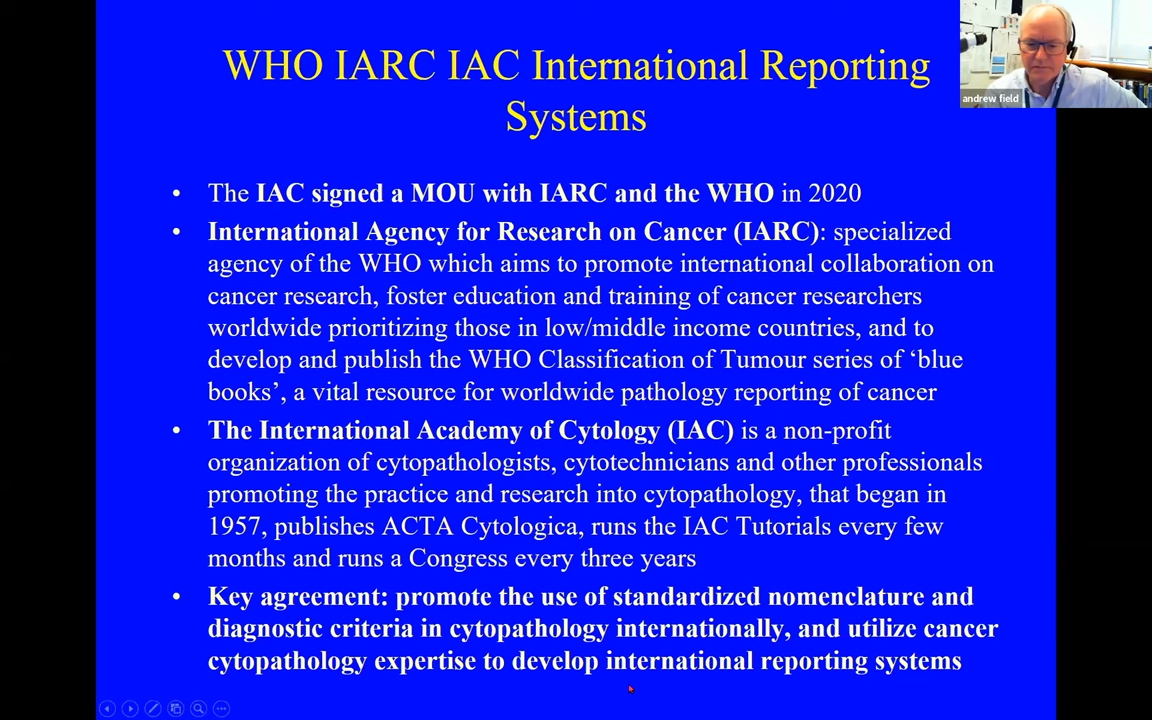 WHO IARC IAC International Reporting
Systems
andrew field
• The IAC signed a MOU with IARC and the WHO in 2020
• International Agency for Research on Cancer (IARC): specialized
agency of the WHO which aims to promote international collaboration on
cancer research, foster education and training of cancer researchers
worldwide prioritizing those in low/middle income countries, and to
develop and publish the WHO Classification of Tumour series of ‘blue
books’, a vital resource for worldwide pathology reporting of cancer
• The International Academy of Cytology (IAC) is a non-profit
organization of cytopathologists, cytotechnicians and other professionals
promoting the practice and research into cytopathology, that began in
1957, publishes ACTA Cytologica, runs the IAC Tutorials every few
months and runs a Congress every three years
• Key agreement: promote the use of standardized nomenclature and
diagnostic criteria in cytopathology internationally, and utilize cancer
cytopathology expertise to develop international reporting systems